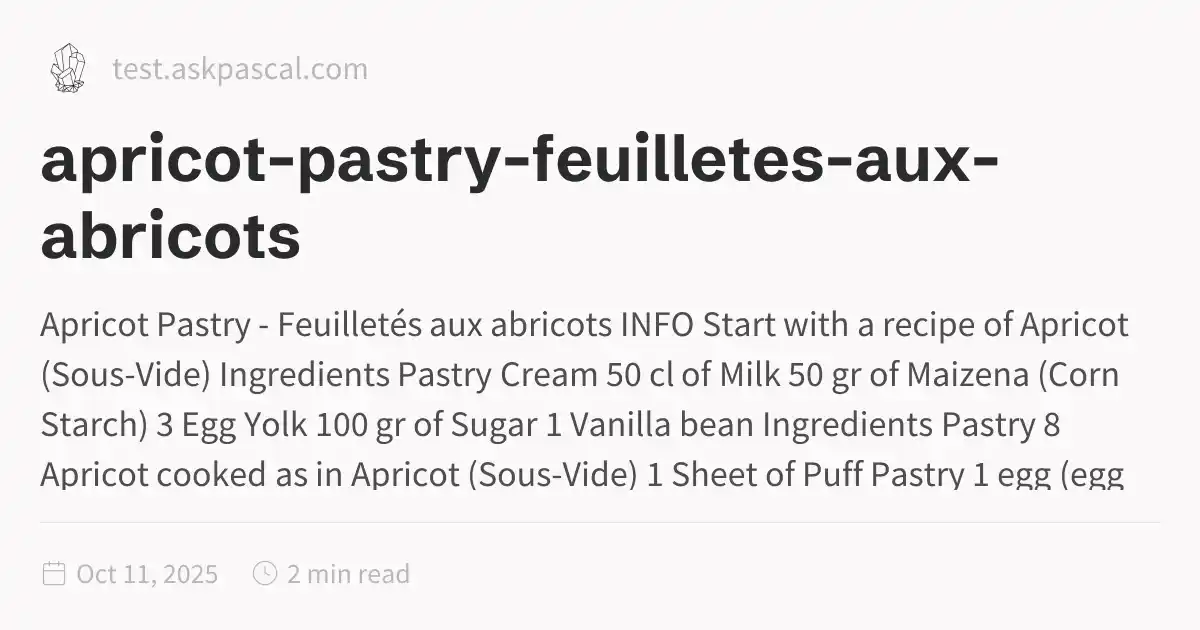 test.askpascal.com
apricot-pastry-feuilletes-aux-
abricots
Apricot Pastry - Feuilletés aux abricots INFO Start with a recipe of Apricot
(Sous-Vide) Ingredients Pastry Cream 50 cl of Milk 50 gr of Maizena (Corn
Starch) 3 Egg Yolk 100 gr of Sugar 1 Vanilla bean Ingredients Pastry 8
Apricot cooked as in Apricot (Sous-Vide) 1 Sheet of Puff Pastry 1 egg (egg
Oct 11, 2025 2 min read